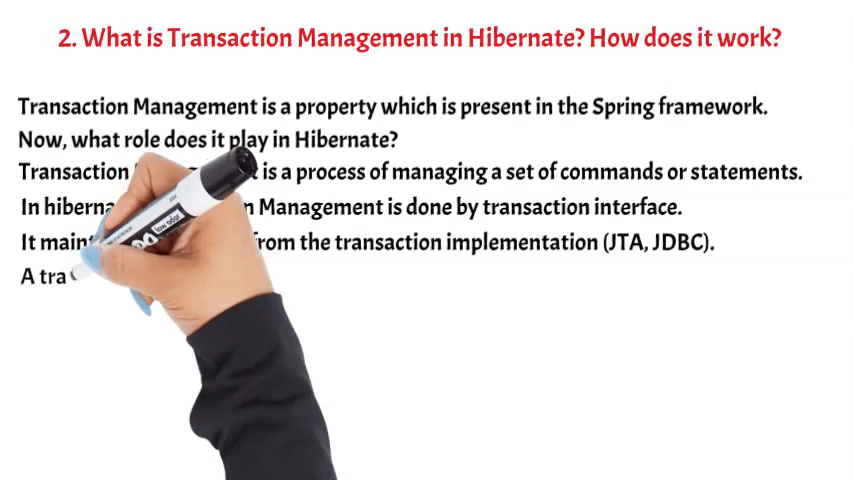 2. What is Transaction Management in Hibernate? How does it work?
Transaction Management is a property which is present in the Spring framework.
Now, what role does it play in Hibernate?
Transaction is a process of managing a set of commands or statements.
In Management is done by transaction interface.
It from the transaction implementation (JTA, JDBC).
A tra
low odor